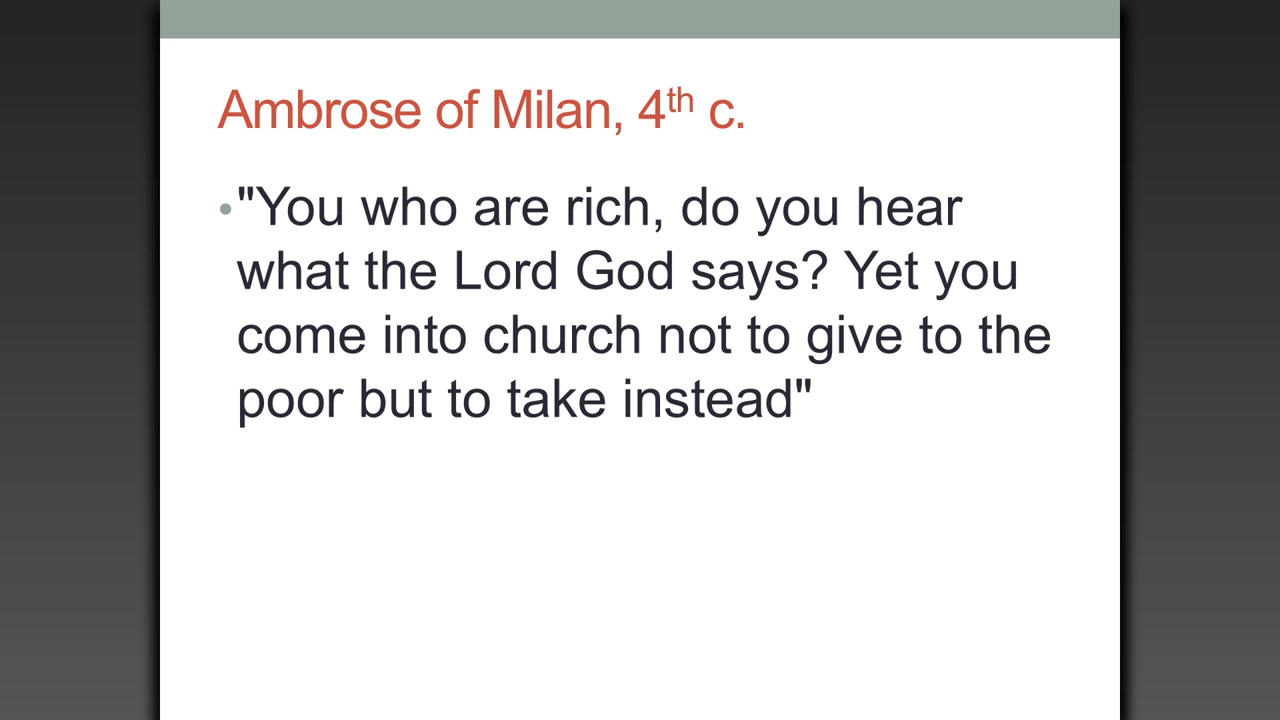 Ambrose of Milan, 4th c.
•"You who are rich, do you hear
what the Lord God says? Yet you
come into church not to give to the
poor but to take instead"